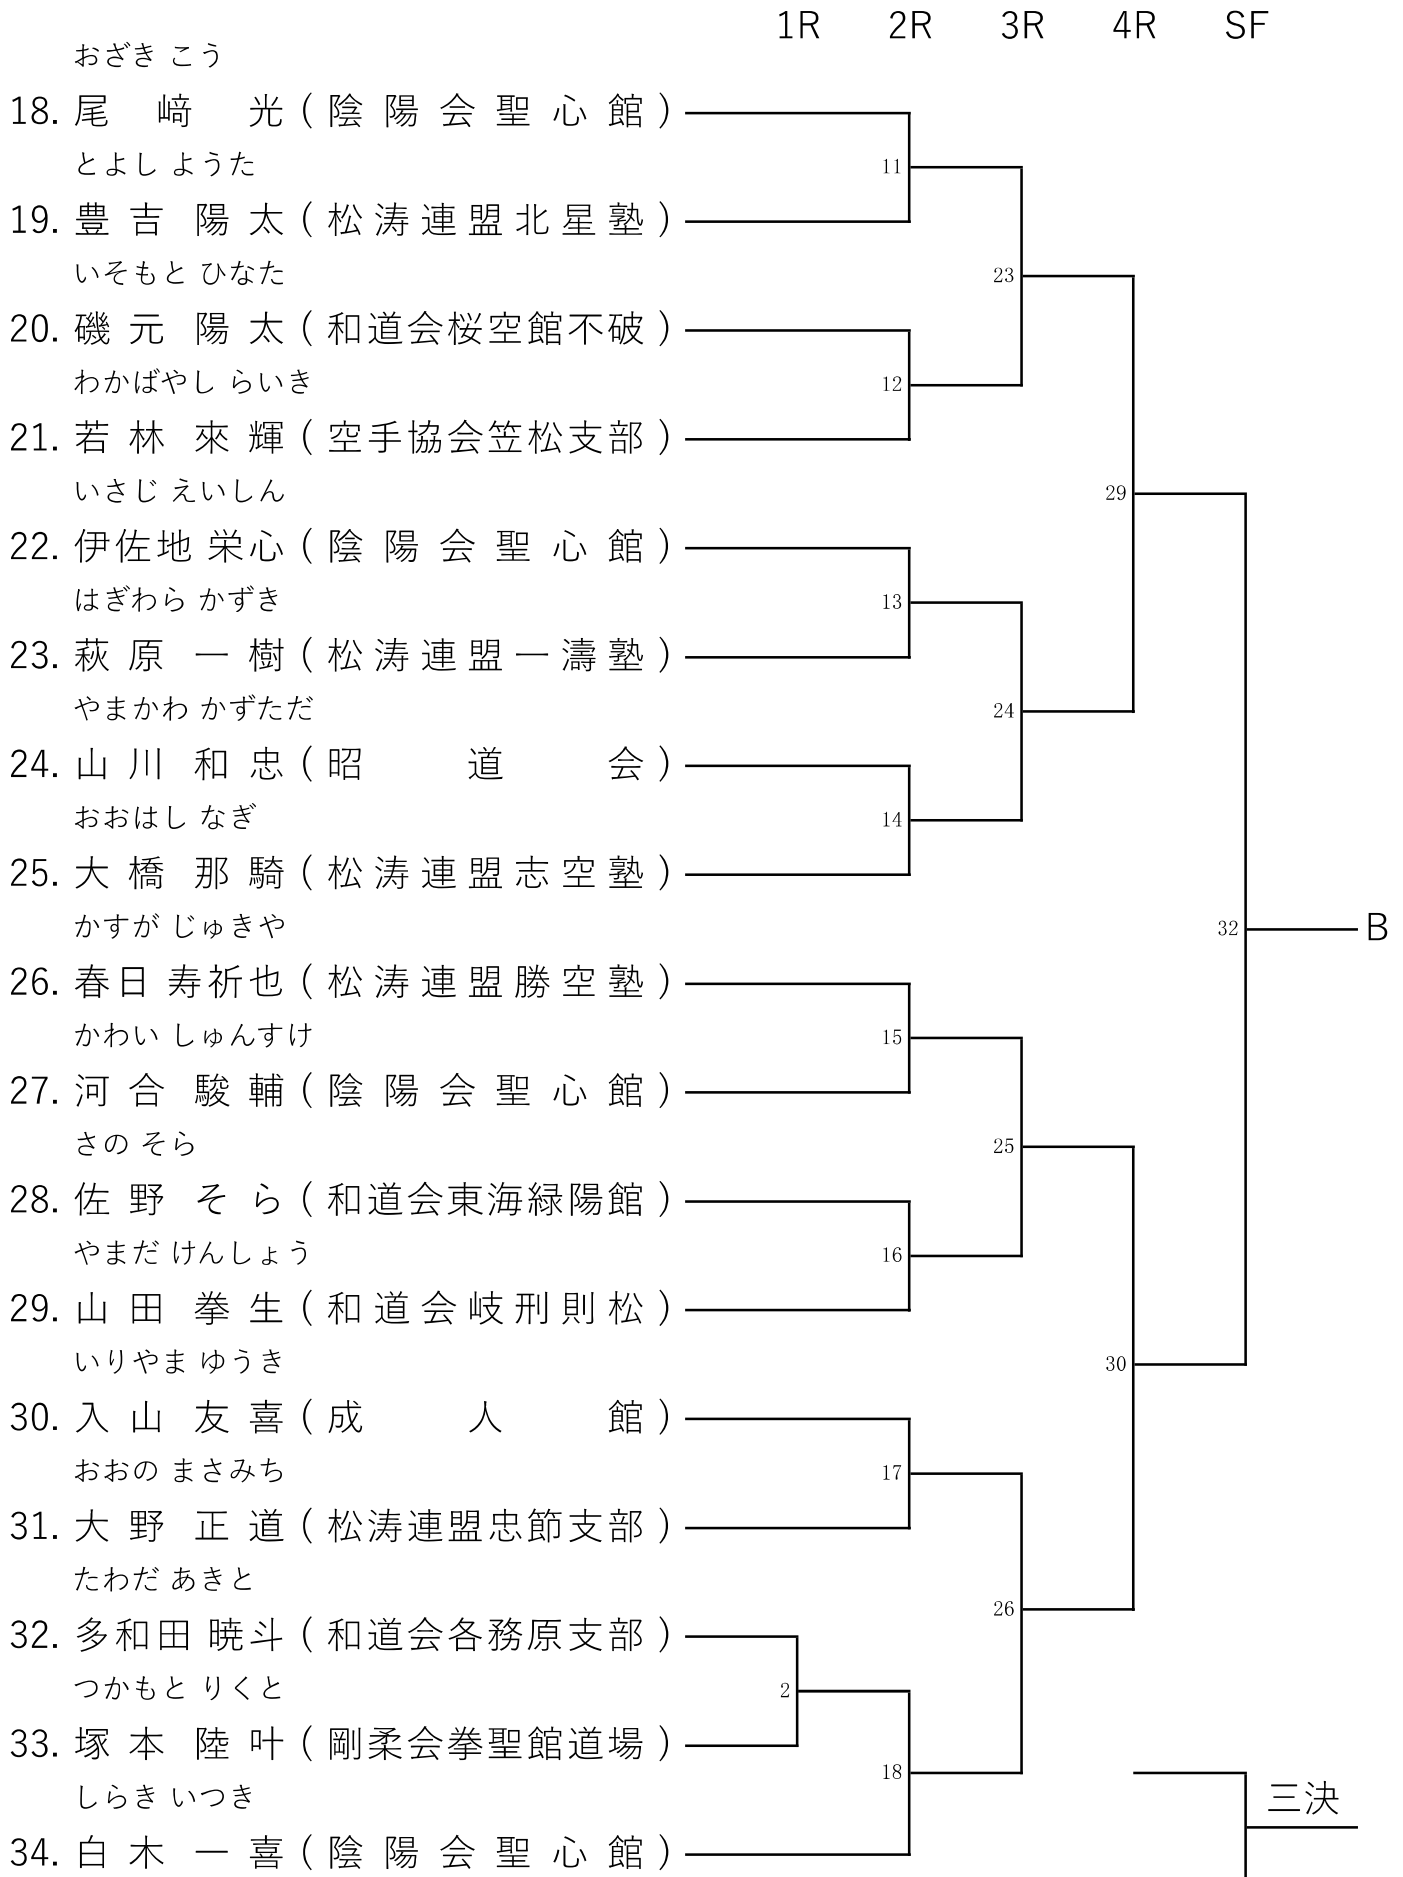 1R 2R 3R 4R SF
おざき こう
18. 尾 﨑 光 ( 陰 陽 会 聖 心 館 )
とよし ようた
11
19. 豊 吉 陽 太 ( 松 涛 連 盟 北 星 塾 )
いそもと ひなた
23
20. 磯 元 陽 太 ( 和道会桜空館不破 )
わかばやし らいき
12
21. 若 林 來 輝 ( 空手協会笠松支部 )
いさじ えいしん
29
22. 伊佐地 栄心 ( 陰 陽 会 聖 心 館 )
はぎわら かずき
13
23. 萩 原 一 樹 ( 松 涛 連 盟 一 濤 塾 )
やまかわ かずただ
24
24. 山 川 和 忠 ( 昭 道 会 )
おおはし なぎ
14
25. 大 橋 那 騎 ( 松 涛 連 盟 志 空 塾 )
かすが じゅきや
32 B
26. 春日 寿祈也 ( 松 涛 連 盟 勝 空 塾 )
かわい しゅんすけ
15
27. 河 合 駿 輔 ( 陰 陽 会 聖 心 館 )
さの そら
25
28. 佐 野 そ ら ( 和道会東海緑陽館 )
やまだ けんしょう
16
29. 山 田 拳 生 ( 和 道 会 岐 刑 則 松 )
いりやま ゆうき
30
30. 入 山 友 喜 ( 成 人 館 )
おおの まさみち
17
31. 大 野 正 道 ( 松涛連盟忠節支部 )
たわだ あきと
26
32. 多和田 暁斗 ( 和道会各務原支部 )
つかもと りくと
2
33. 塚 本 陸 叶 ( 剛柔会拳聖館道場 )
しらき いつき
18
三決
34. 白 木 一 喜 ( 陰 陽 会 聖 心 館 )